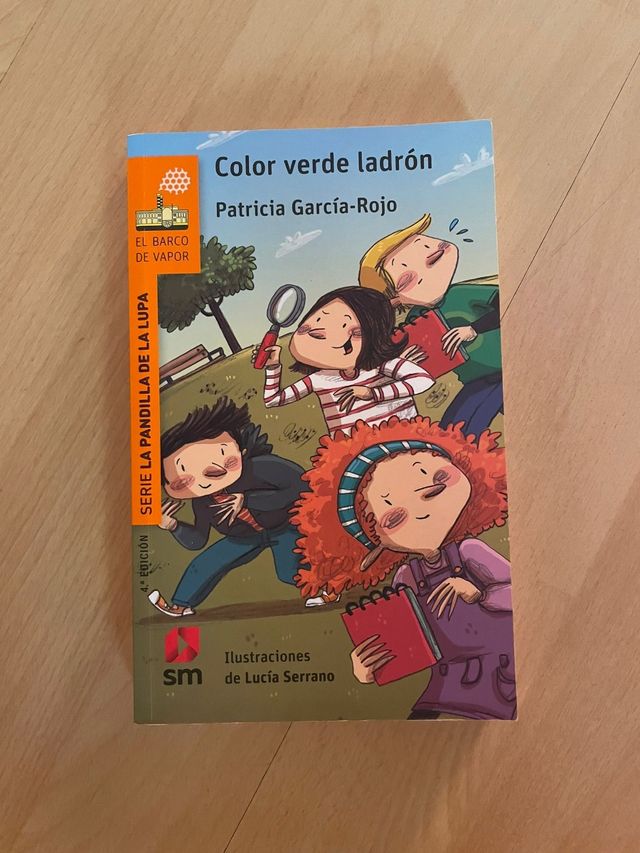 Color verde ladrón
Patricia García-Rojo
EL BARCO
DE VAPOR
SERIE LA PANDILLA DE LA LUPA
4.ª EDICIÓN
sm
Ilustraciones
de Lucía Serrano